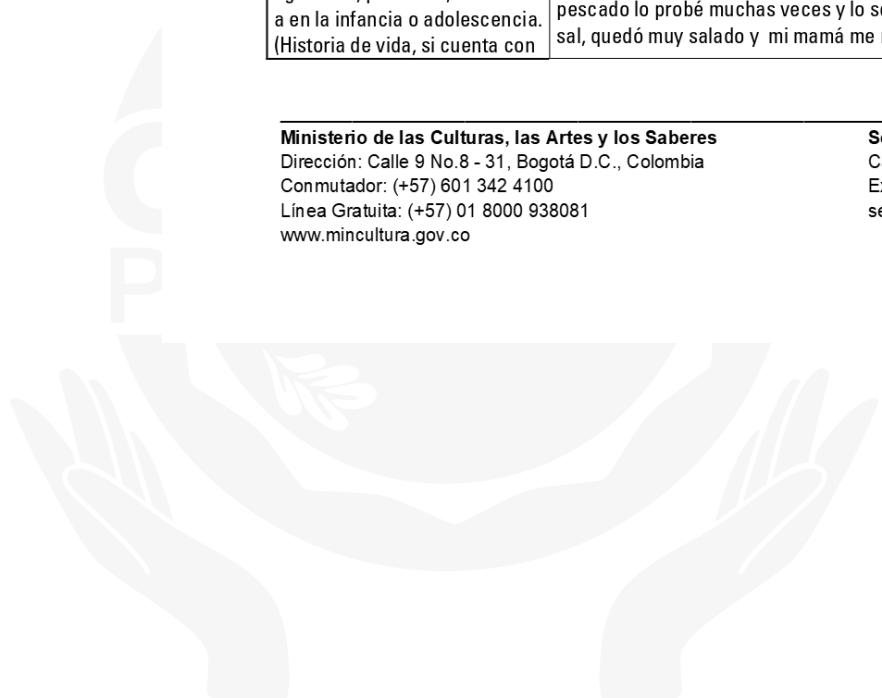 a en la infancia o adolescencia.
(Historia de vida, si cuenta con
pescado lo probé muchas veces y lo
sal, quedó muy salado y mi mamá me
Ministerio de las Culturas, las Artes y los Saberes
Dirección: Calle 9 No.8 - 31, Bogotá D.C., Colombia
Conmutador: (+57) 601 342 4100
Línea Gratuita: (+57) 01 8000 938081
www.mincultura.gov.co